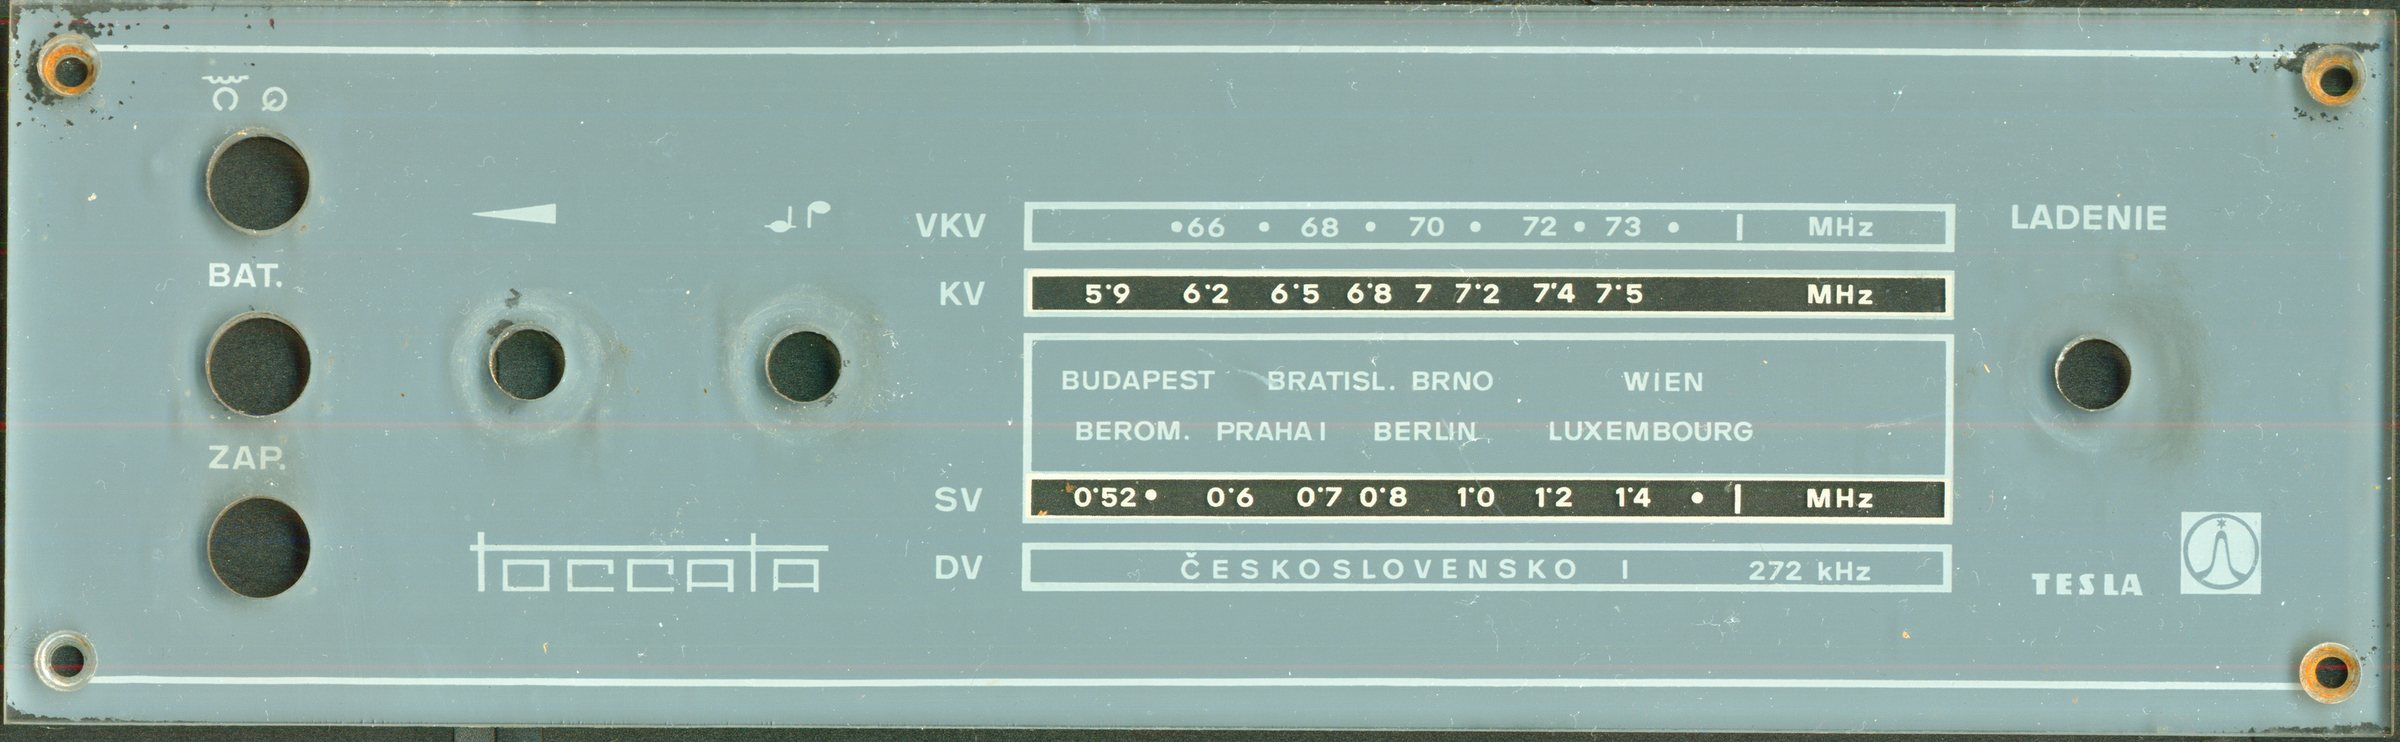 VKV •66 • 68 • 70 • 72 • 73 • | MHz LADENIE
BAT.
KV 5·9 6·2 6·5 6·8 7 7·2 7·4 7·5 MHz
BUDAPEST BRATISL. BRNO WIEN
BEROM. PRAHA I BERLIN LUXEMBOURG
ZAP.
SV 0·52 • 0·6 0·7 0·8 1·0 1·2 1·4 • | MHz
toccata
DV ČESKOSLOVENSKO I 272 kHz
TESLA